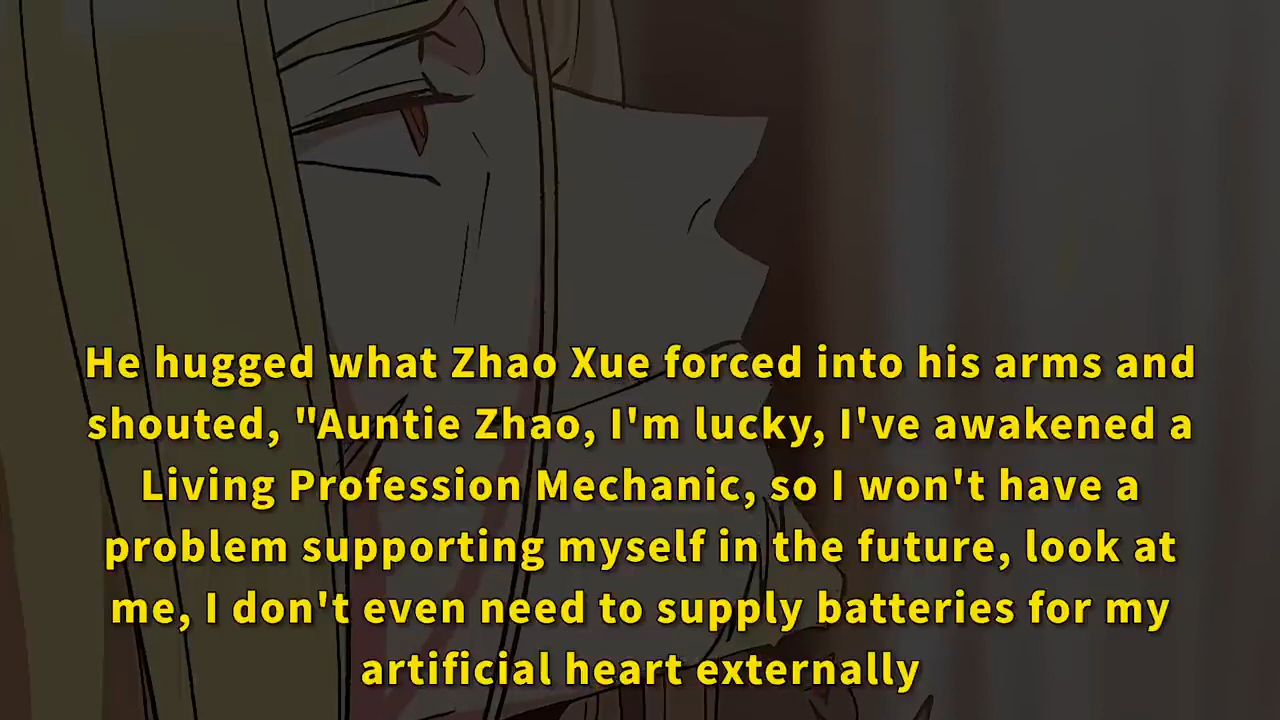 He hugged what Zhao Xue forced into his arms and
shouted, "Auntie Zhao, I'm lucky, I've awakened a
Living Profession Mechanic, so I won't have a
problem supporting myself in the future, look at
me, I don't even need to supply batteries for my
artificial heart externally